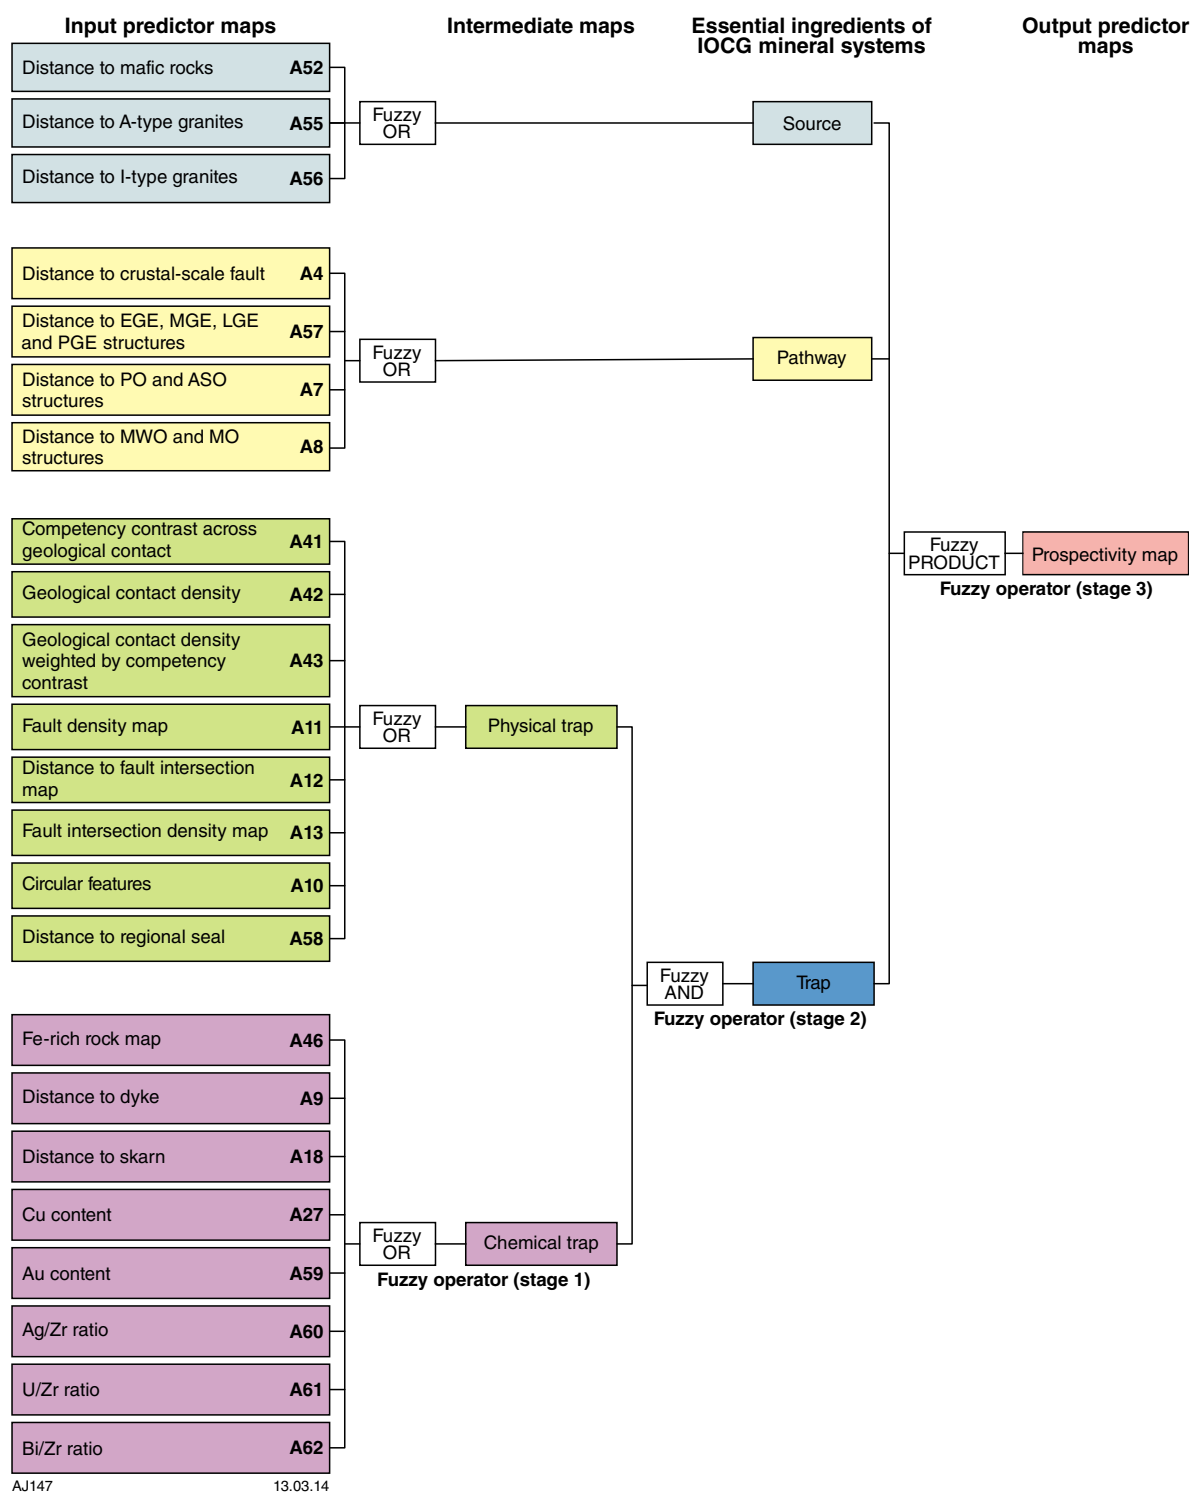 Input predictor maps
Intermediate maps
Essential ingredients of
IOCG mineral systems
Output predictor
maps
Distance to mafic rocks A52
Distance to A-type granites A55
Distance to I-type granites A56
Fuzzy
OR
Source
Distance to crustal-scale fault A4
Distance to EGE, MGE, LGE
and PGE structures A57
Distance to PO and ASO
structures A7
Distance to MWO and MO
structures A8
Fuzzy
OR
Pathway
Competency contrast across
geological contact A41
Geological contact density A42
Geological contact density
weighted by competency
contrast A43
Fault density map A11
Distance to fault intersection
map A12
Fault intersection density map A13
Circular features A10
Distance to regional seal A58
Fuzzy
OR
Physical trap
Fuzzy
PRODUCT
Prospectivity map
Fuzzy operator (stage 3)
Fuzzy
AND
Trap
Fuzzy operator (stage 2)
Fe-rich rock map A46
Distance to dyke A9
Distance to skarn A18
Cu content A27
Au content A59
Ag/Zr ratio A60
U/Zr ratio A61
Bi/Zr ratio A62
Fuzzy
OR
Chemical trap
Fuzzy operator (stage 1)
AJ147 13.03.14